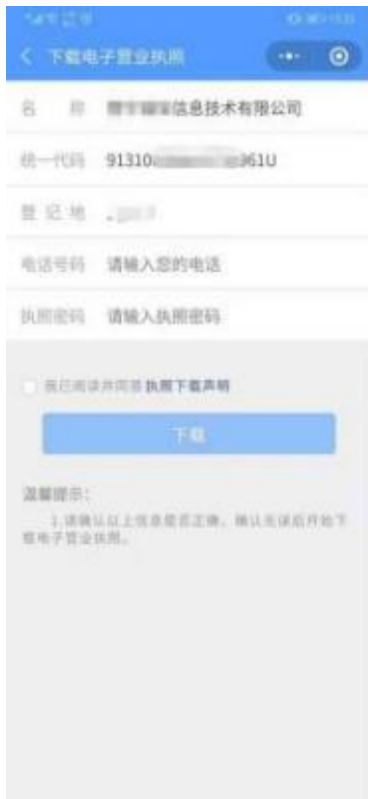 下载电子营业执照
名 称 信息技术有限公司
统一代码 91310 961U
登记地
电话号码 请输入您的电话
执照密码 请输入执照密码
我已阅读并同意执照下载声明
下载
温馨提示:
1.请确认以上信息是否正确，确认无误后开始下
载电子营业执照。